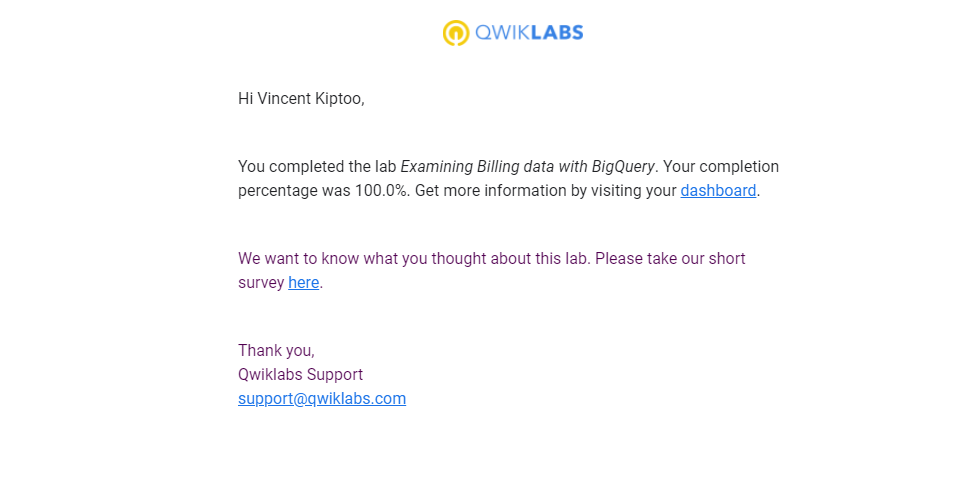 QWIKLABS
Hi Vincent Kiptoo,
You completed the lab Examining Billing data with BigQuery. Your completion
percentage was 100.0%. Get more information by visiting your dashboard.
We want to know what you thought about this lab. Please take our short
survey here.
Thank you,
Qwiklabs Support
support@qwiklabs.com